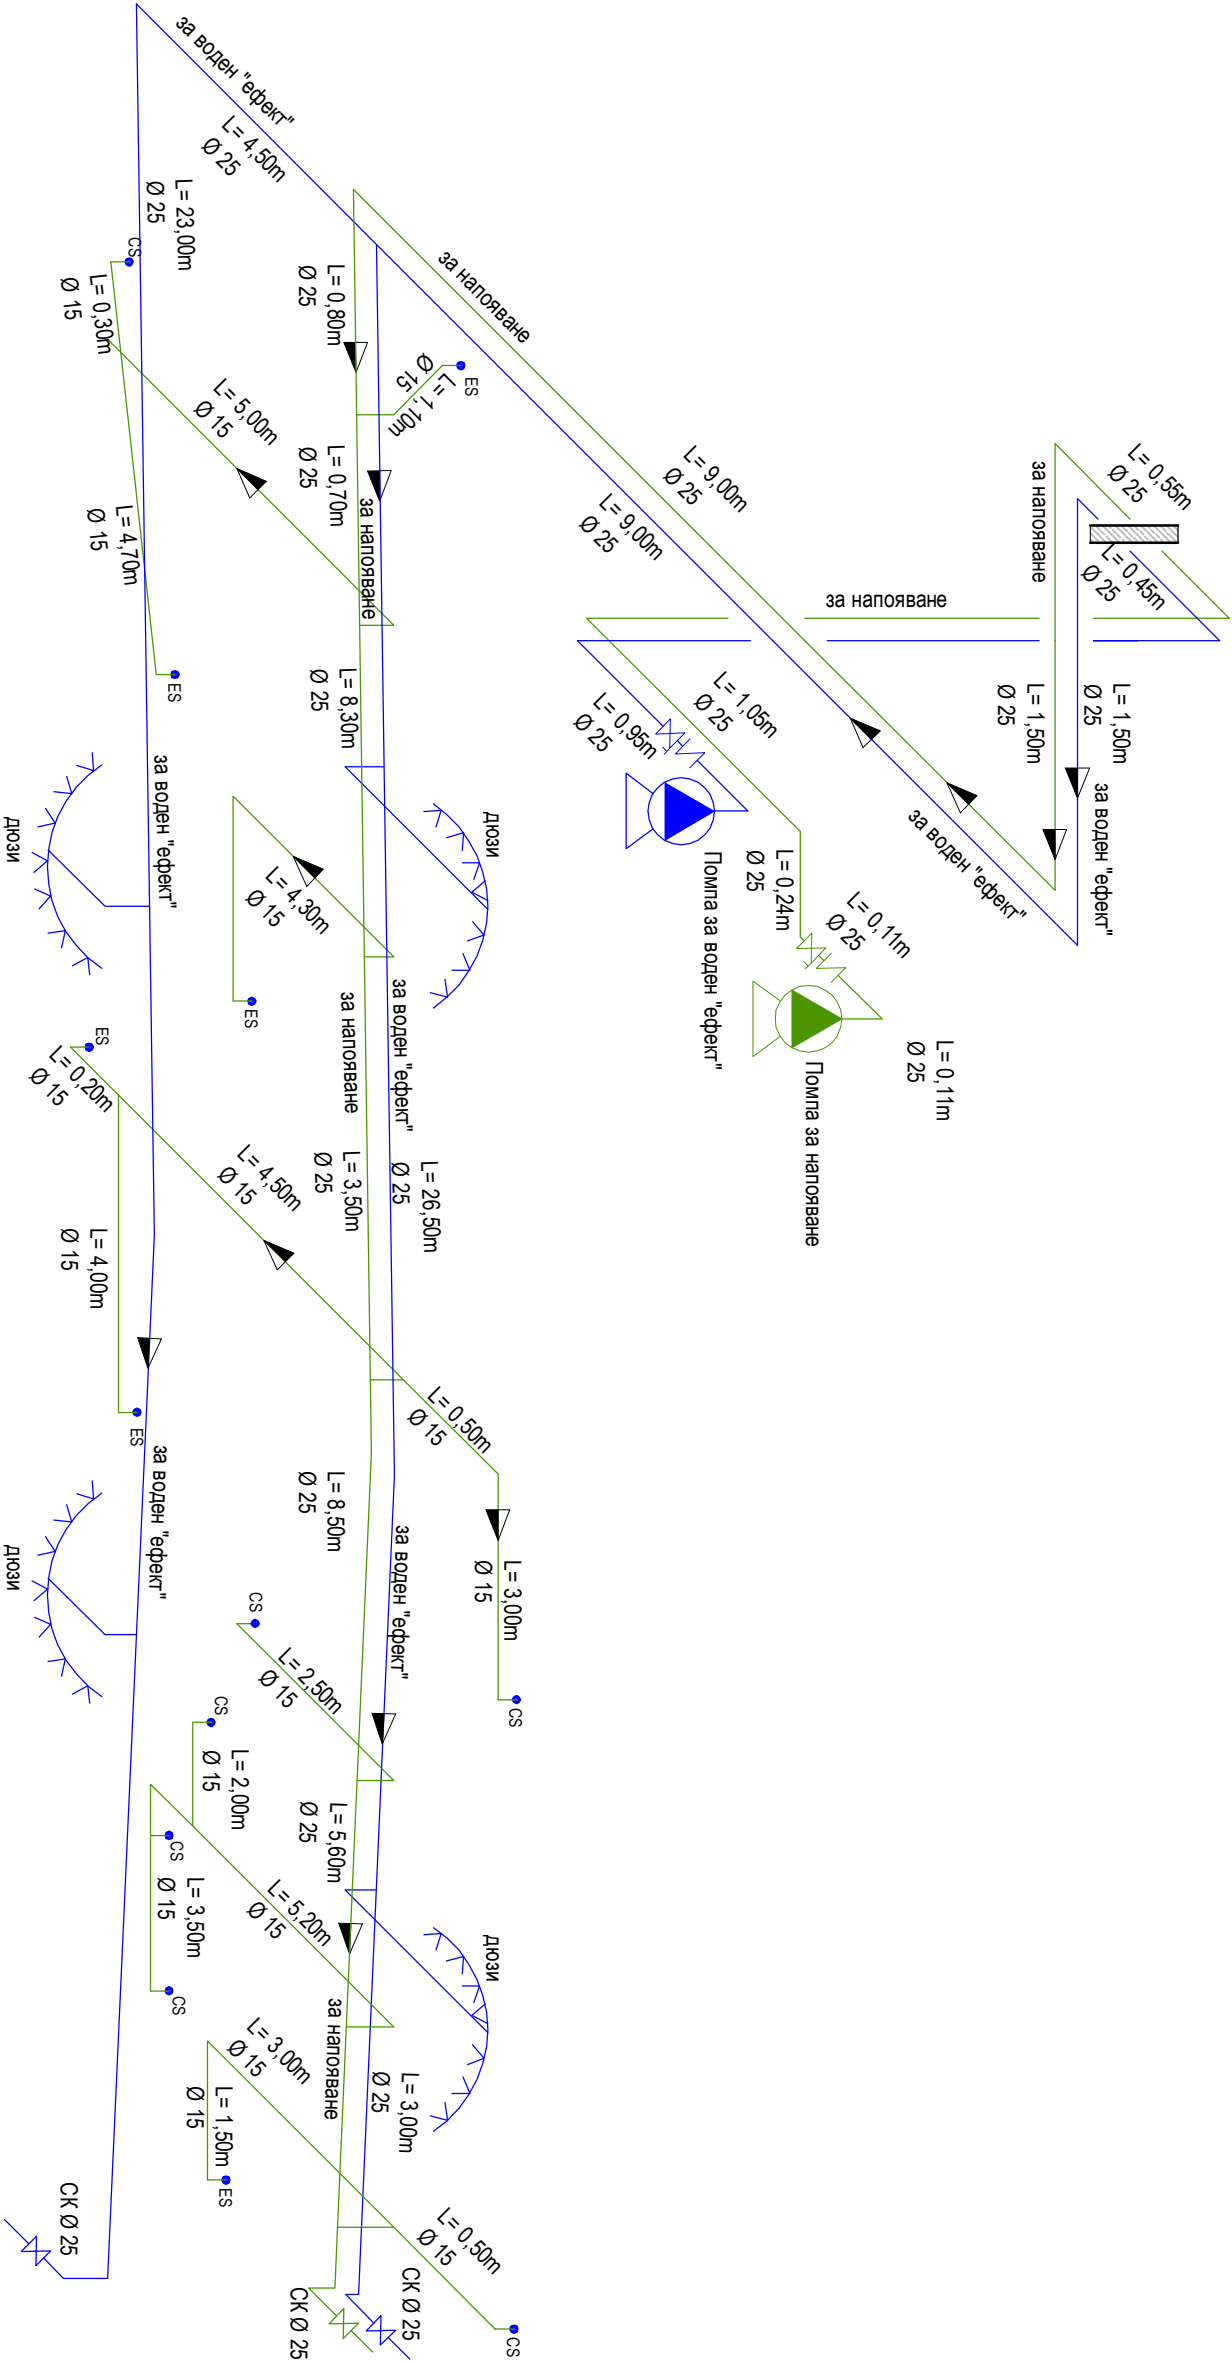 за воден "ефект"
L= 4,50m
Ø 25
L= 23,00m
Ø 25
CS
L= 0,30m
Ø 15
L= 5,00m
Ø 15
L= 4,70m
Ø 15
ES
за напояване
L= 0,80m
Ø 25
L= 1,10m
Ø 15
ES
L= 0,70m
Ø 25
за напояване
L= 9,00m
Ø 25
L= 9,00m
Ø 25
L= 0,55m
Ø 25
L= 0,45m
Ø 25
за напояване
за напояване
L= 1,50m
Ø 25
L= 1,50m
Ø 25
за воден "ефект"
за воден "ефект"
L= 1,05m
Ø 25
L= 0,95m
Ø 25
Помпа за воден "ефект"
L= 0,24m
Ø 25
L= 0,11m
Ø 25
L= 0,11m
Ø 25
Помпа за напояване
L= 8,30m
Ø 25
за воден "ефект"
дюзи
дюзи
L= 4,30m
Ø 15
ES
за воден "ефект"
за напояване
ES
L= 0,20m
Ø 15
L= 4,50m
Ø 15
L= 3,50m
Ø 25
L= 26,50m
Ø 25
L= 4,00m
Ø 15
ES
за воден "ефект"
дюзи
L= 0,50m
Ø 15
L= 8,50m
Ø 25
за воден "ефект"
L= 3,00m
Ø 15
CS
CS
L= 2,50m
Ø 15
CS
L= 2,00m
Ø 15
CS
L= 3,50m
Ø 15
CS
L= 5,60m
Ø 25
L= 5,20m
Ø 15
дюзи
за напояване
L= 3,00m
Ø 15
L= 1,50m
Ø 15
ES
L= 3,00m
Ø 25
L= 0,50m
Ø 15
CS
СК Ø 25
СК Ø 25
СК Ø 25